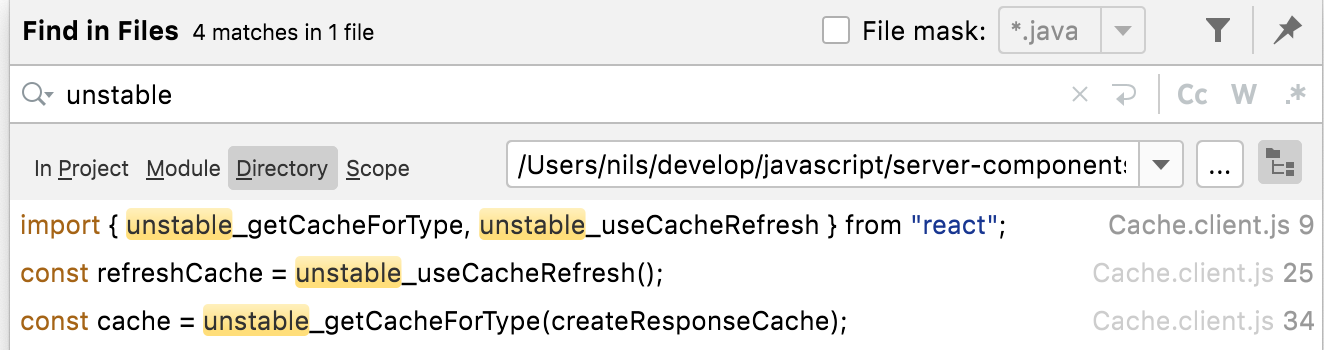 Find in Files 4 matches in 1 file File mask: *.java
unstable Cc W .*
In Project Module Directory Scope /Users/nils/develop/javascript/server-components ...
import { unstable_getCacheForType, unstable_useCacheRefresh } from "react"; Cache.client.js 9
const refreshCache = unstable_useCacheRefresh(); Cache.client.js 25
const cache = unstable_getCacheForType(createResponseCache); Cache.client.js 34